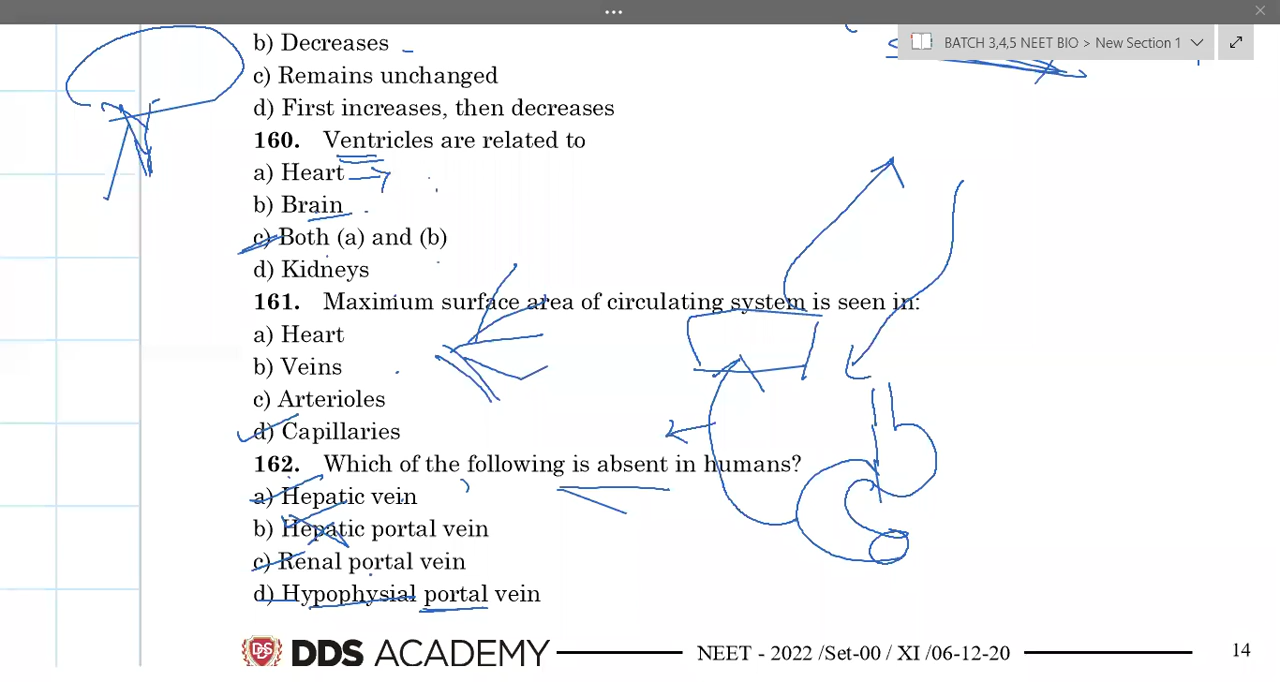 BATCH 3,4,5 NEET BIO > New Section 1
b) Decreases
c) Remains unchanged
d) First increases, then decreases
160. Ventricles are related to
a) Heart
b) Brain
c) Both (a) and (b)
d) Kidneys
161. Maximum surface area of circulating system is seen in:
a) Heart
b) Veins
c) Arterioles
d) Capillaries
162. Which of the following is absent in humans?
a) Hepatic vein
b) Hepatic portal vein
c) Renal portal vein
d) Hypophysial portal vein
DDS ACADEMY NEET - 2022 /Set-00 / XI /06-12-20 14